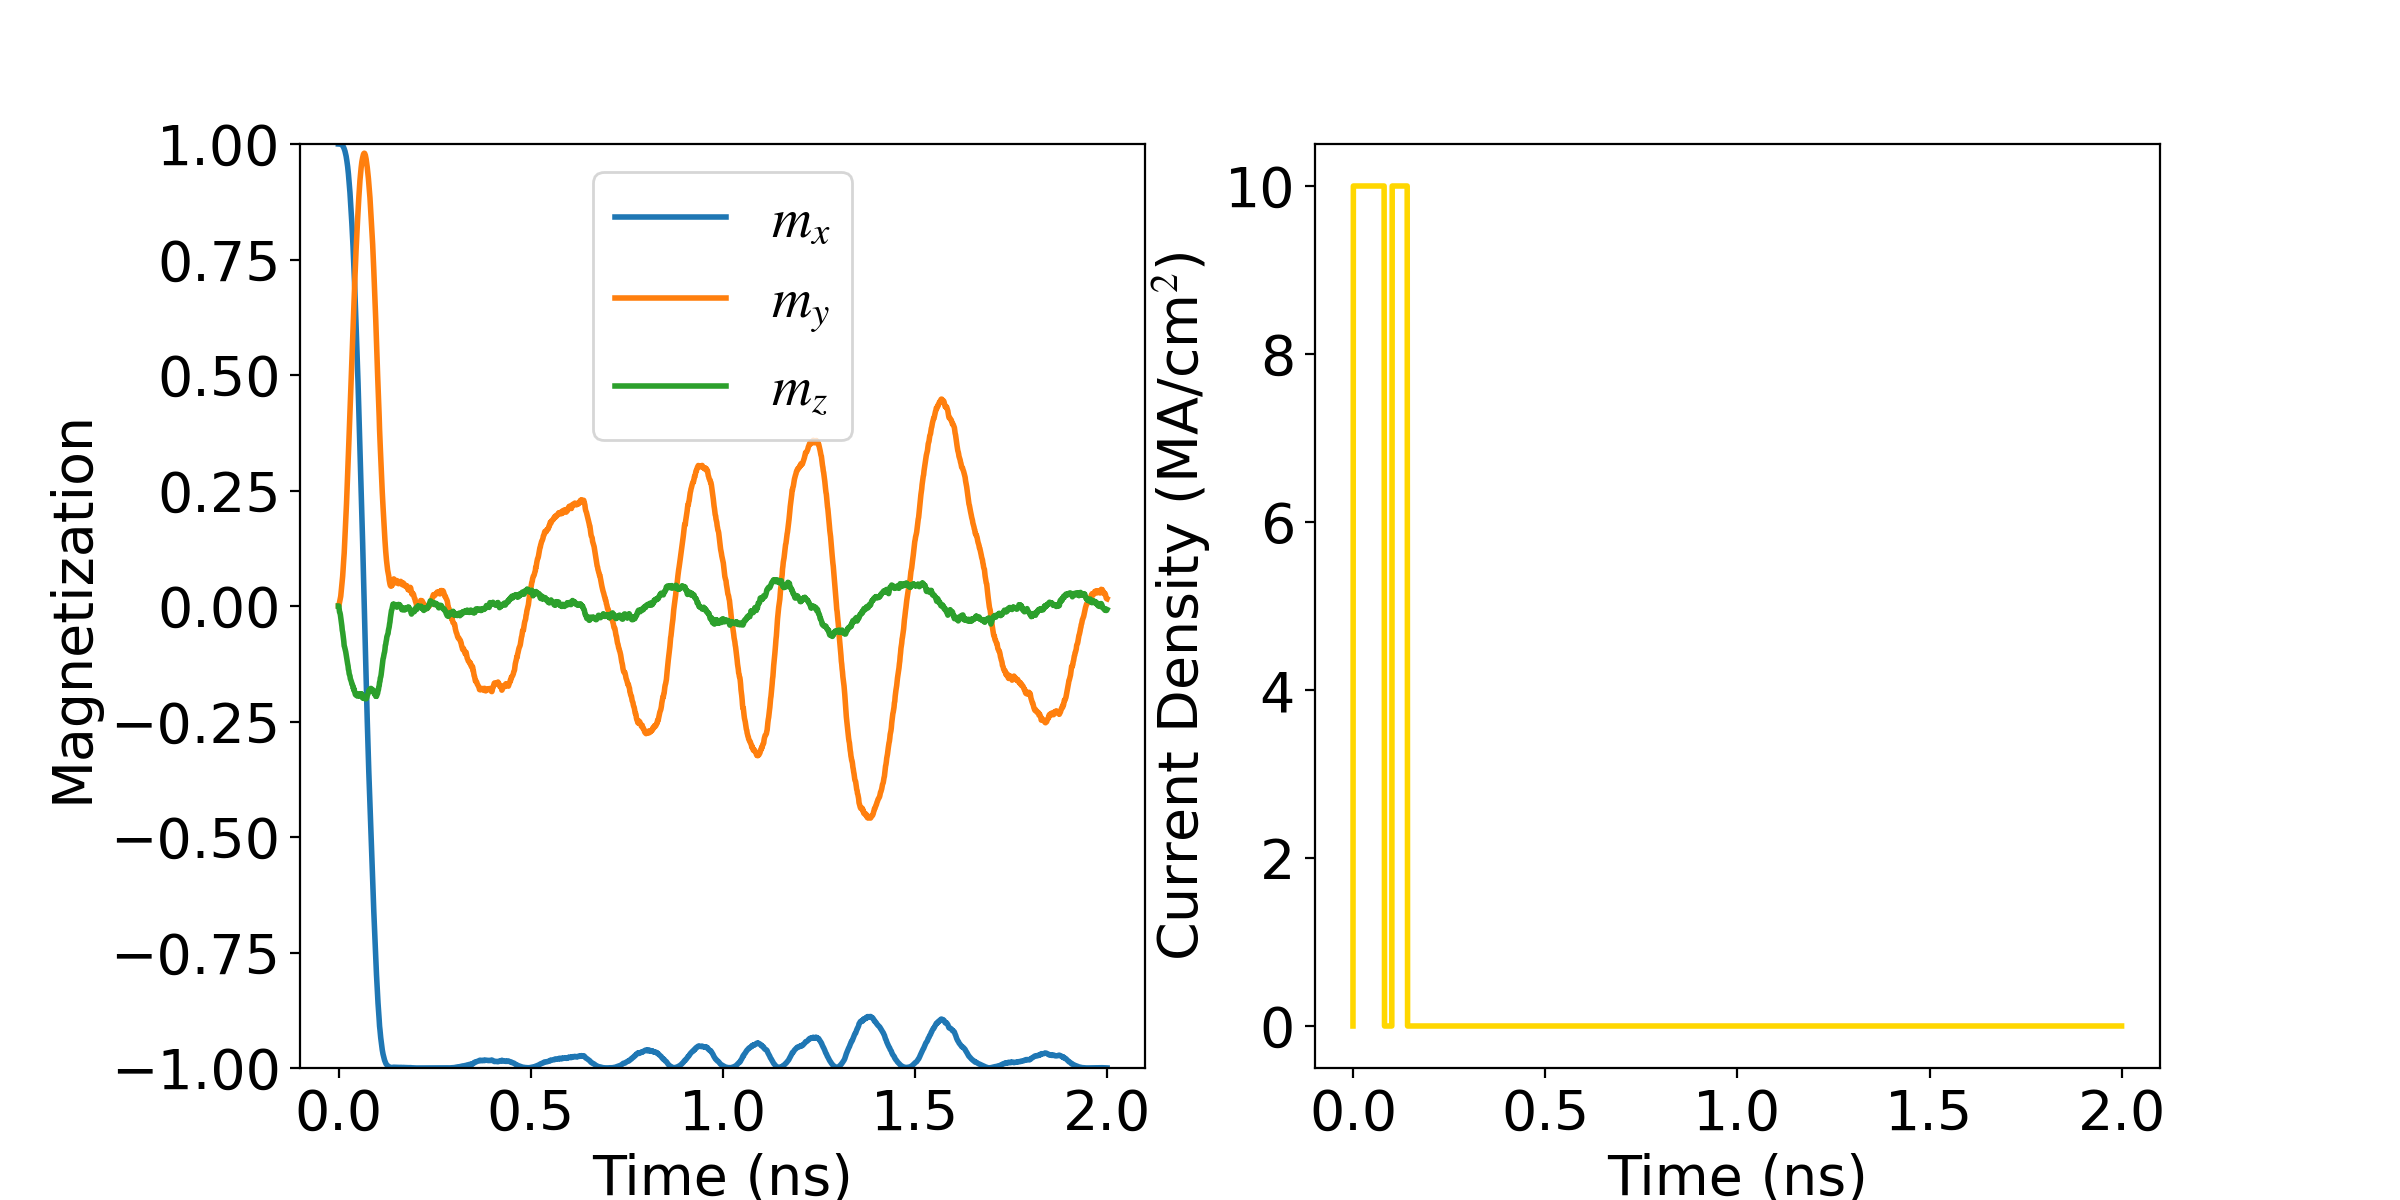 1.00
0.75
0.50
0.25
0.00
−0.25
−0.50
−0.75
−1.00
Magnetization
0.0 0.5 1.0 1.5 2.0
Time (ns)
m_x
m_y
m_z
10
8
6
4
2
0
Current Density (MA/cm²)
0.0 0.5 1.0 1.5 2.0
Time (ns)